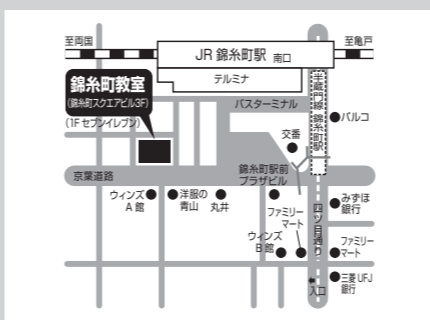 至両国
JR 錦糸町駅 南口
至亀戸
テルミナ
錦糸町教室
(錦糸町スクエアビル3F)
(1F セブンイレブン)
バスターミナル
半蔵門線 錦糸町駅
パルコ
交番
京葉道路
錦糸町駅前
プラザビル
ウィンズ
A 館
洋服の
青山
丸井
ファミリー
マート
四ツ目通り
みずほ
銀行
ウィンズ
B 館
ファミリー
マート
入口
三菱 UFJ
銀行